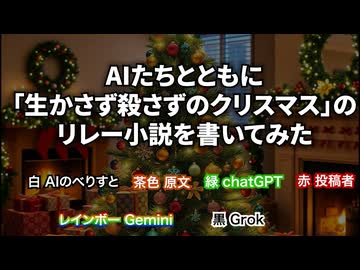 AIたちとともに
「生かさず殺さずのクリスマス」の
リレー小説を書いてみた
白 AIのべりすと 茶色 原文 緑 chatGPT 赤 投稿者
レインボー Gemini 黒 Grok